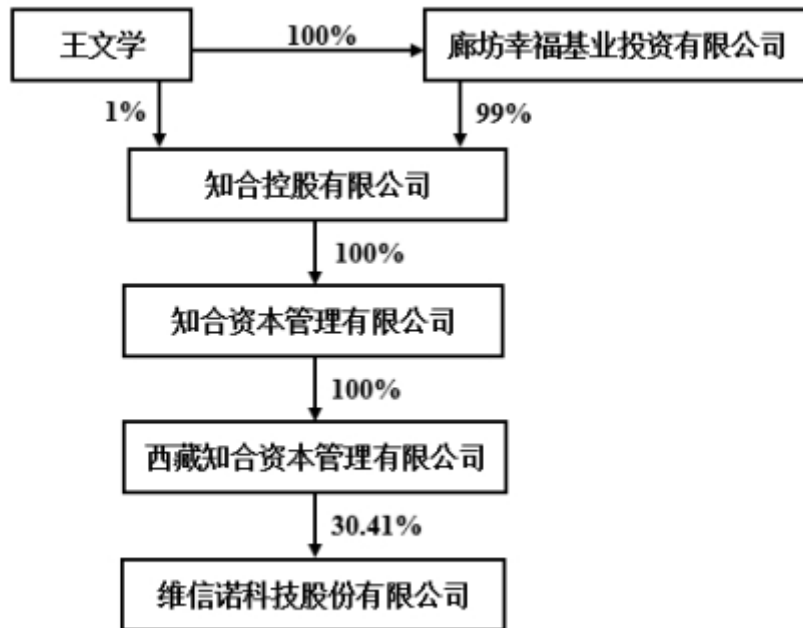 王文学
100%
廊坊幸福基业投资有限公司
1%
99%
知合控股有限公司
100%
知合资本管理有限公司
100%
西藏知合资本管理有限公司
30.41%
维信诺科技股份有限公司